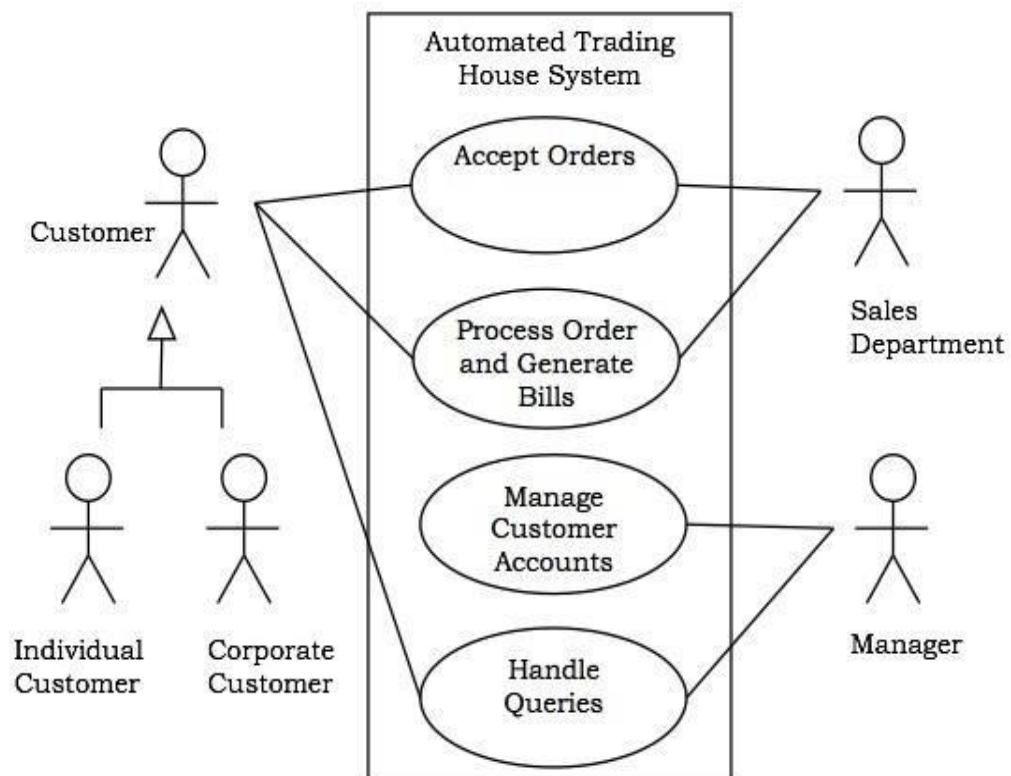 Automated Trading
House System
Accept Orders
Customer
Process Order
and Generate
Bills
Sales
Department
Manage
Customer
Accounts
Individual
Customer
Corporate
Customer
Manager
Handle
Queries